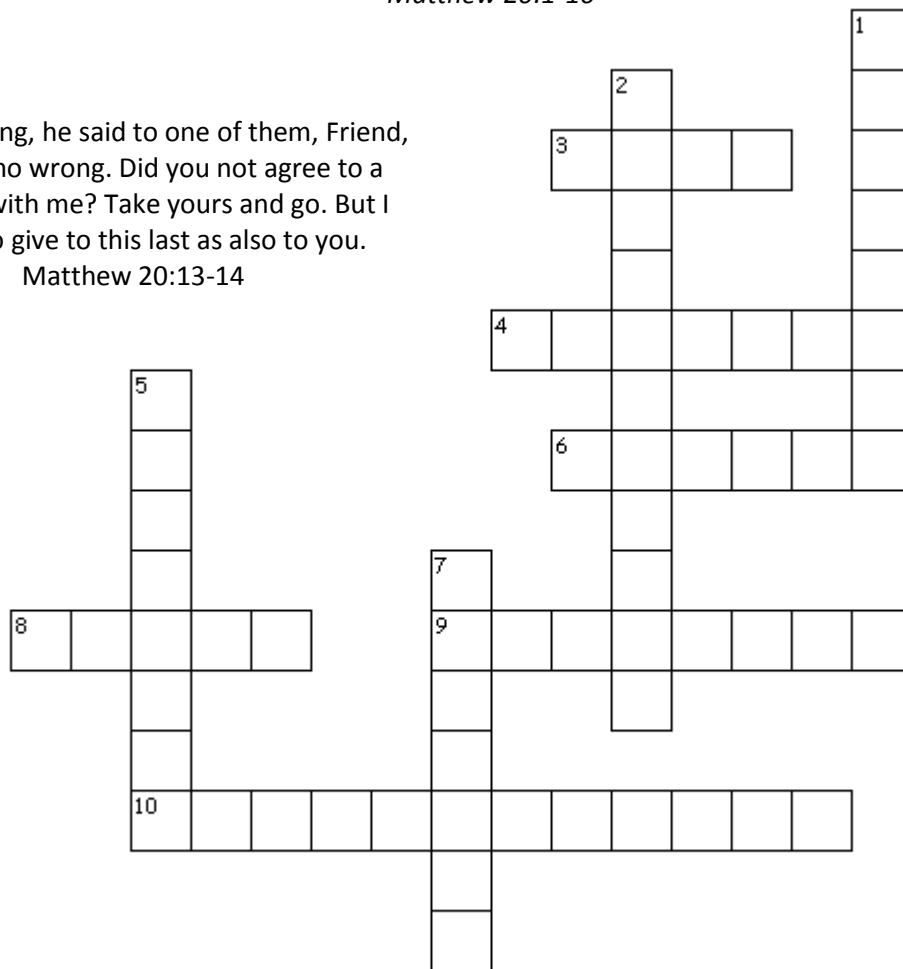 Matthew 20:1-16
1
2
ng, he said to one of them, Friend,
no wrong. Did you not agree to a
with me? Take yours and go. But I
give to this last as also to you.
Matthew 20:13-14
3
4
5
6
7
8
9
10